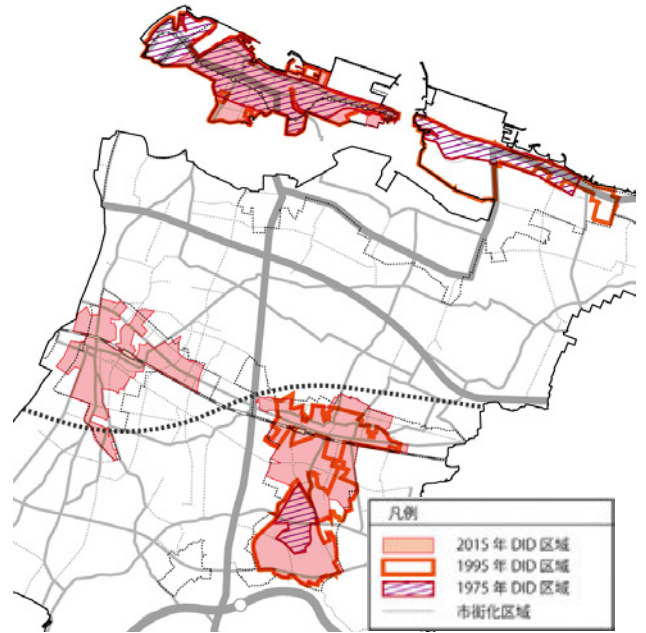 凡例
2015 年 DID 区域
1995 年 DID 区域
1975 年 DID 区域
市街化区域